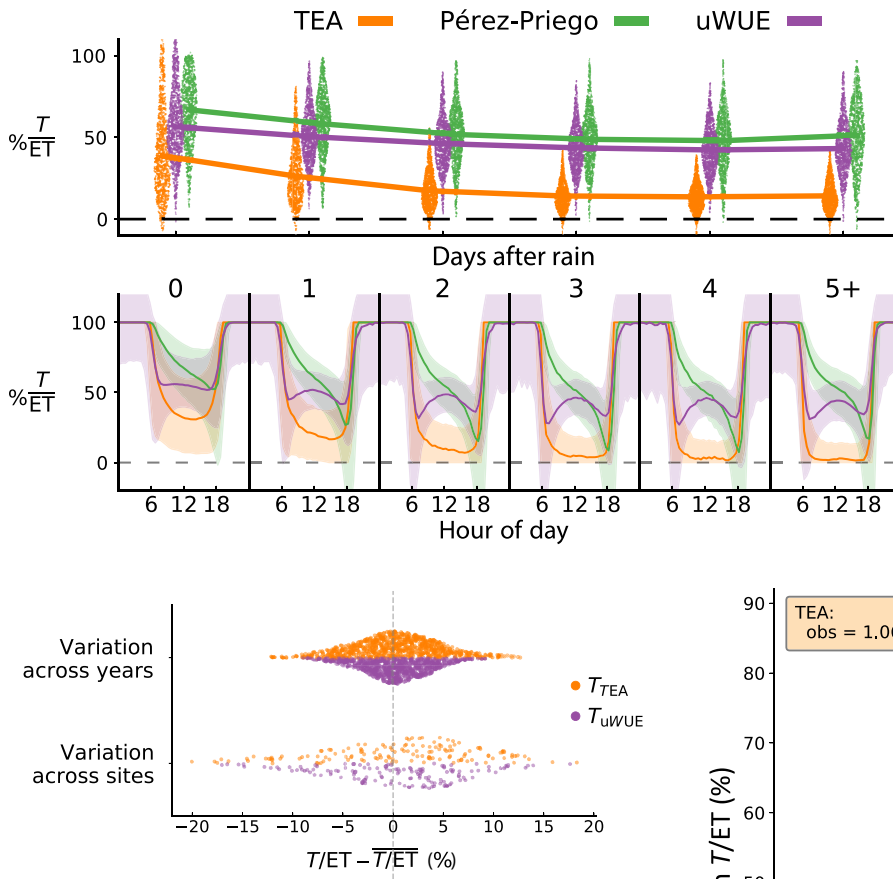 TEA Pérez-Priego uWUE
100
50
0
% T/ET
Days after rain
0 1 2 3 4 5+
100
50
0
% T/ET
6 12 18 6 12 18 6 12 18 6 12 18 6 12 18 6 12 18
Hour of day
Variation
across years
Variation
across sites
T_TEA
T_uWUE
−20 −15 −10 −5 0 5 10 15 20
T/ET − T/ET (%)
90
80
70
60
50
T/ET (%)
TEA:
obs =